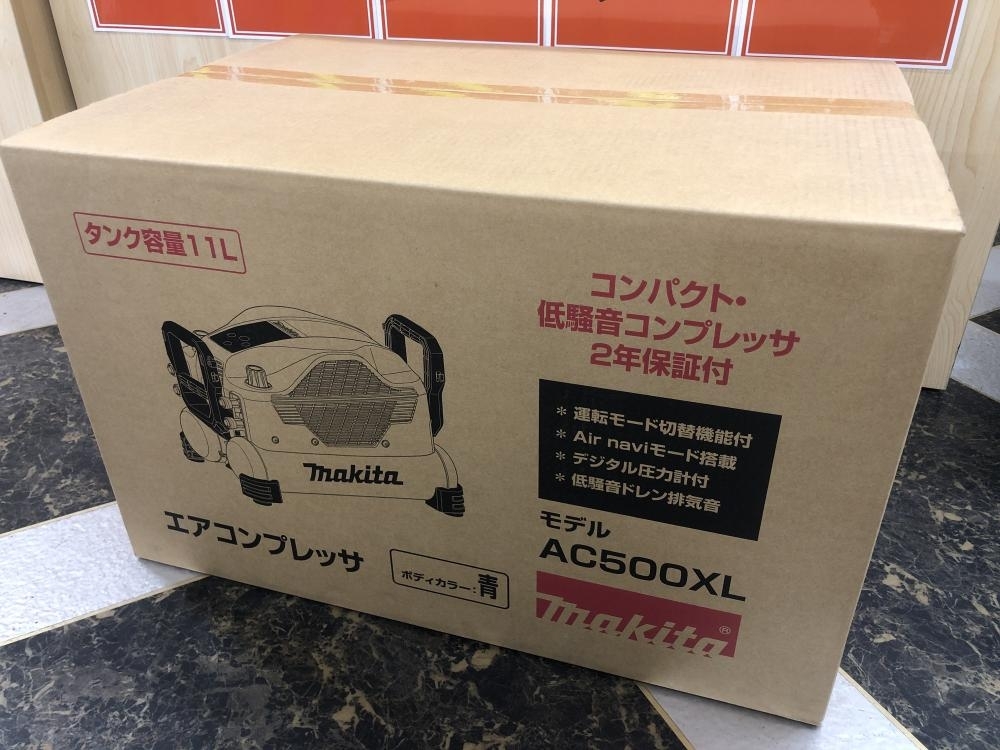 タンク容量11L
コンパクト・
低騒音コンプレッサ
2年保証付
* 運転モード切替機能付
* Air naviモード搭載
* デジタル圧力計付
* 低騒音ドレン排気音
makita
エアコンプレッサ
ボディカラー:青
モデル
AC500XL
makita®